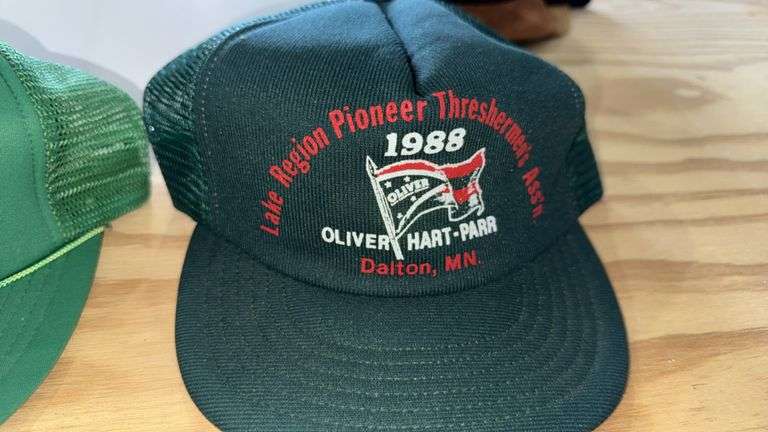 Lake Region Pioneer Threshermen's Ass'n.
1988
OLIVER
OLIVER HART-PARR
Dalton, MN.